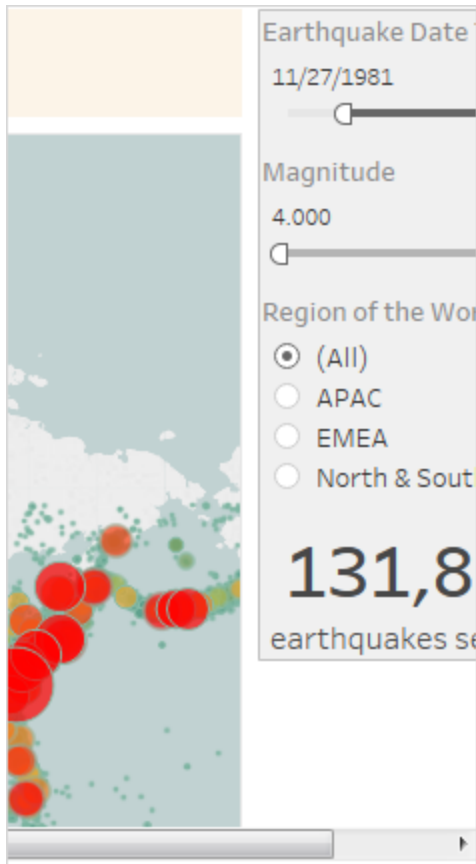 Earthquake Date
11/27/1981
Magnitude
4.000
Region of the Wor
(All)
APAC
EMEA
North & Sout
131,8
earthquakes se